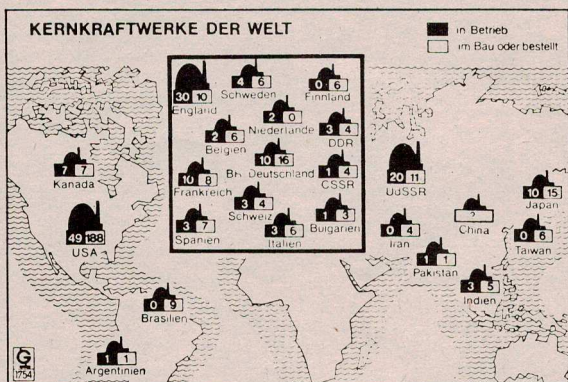 KERNKRAFTWERKE DER WELT
in Betrieb
im Bau oder bestellt
30 10
England
4 6
Schweden
0 6
Finnland
2 0
Niederlande
2 6
Belgien
3 4
DDR
10 16
BR Deutschland
10 8
Frankreich
1 4
CSSR
3 4
Schweiz
3 7
Spanien
3 6
Italien
1 3
Bulgarien
7 7
Kanada
49 188
USA
20 11
UdSSR
10 15
Japan
?
China
0 6
Taiwan
0 4
Iran
1 1
Pakistan
3 5
Indien
0 9
Brasilien
1 1
Argentinien
G
1754